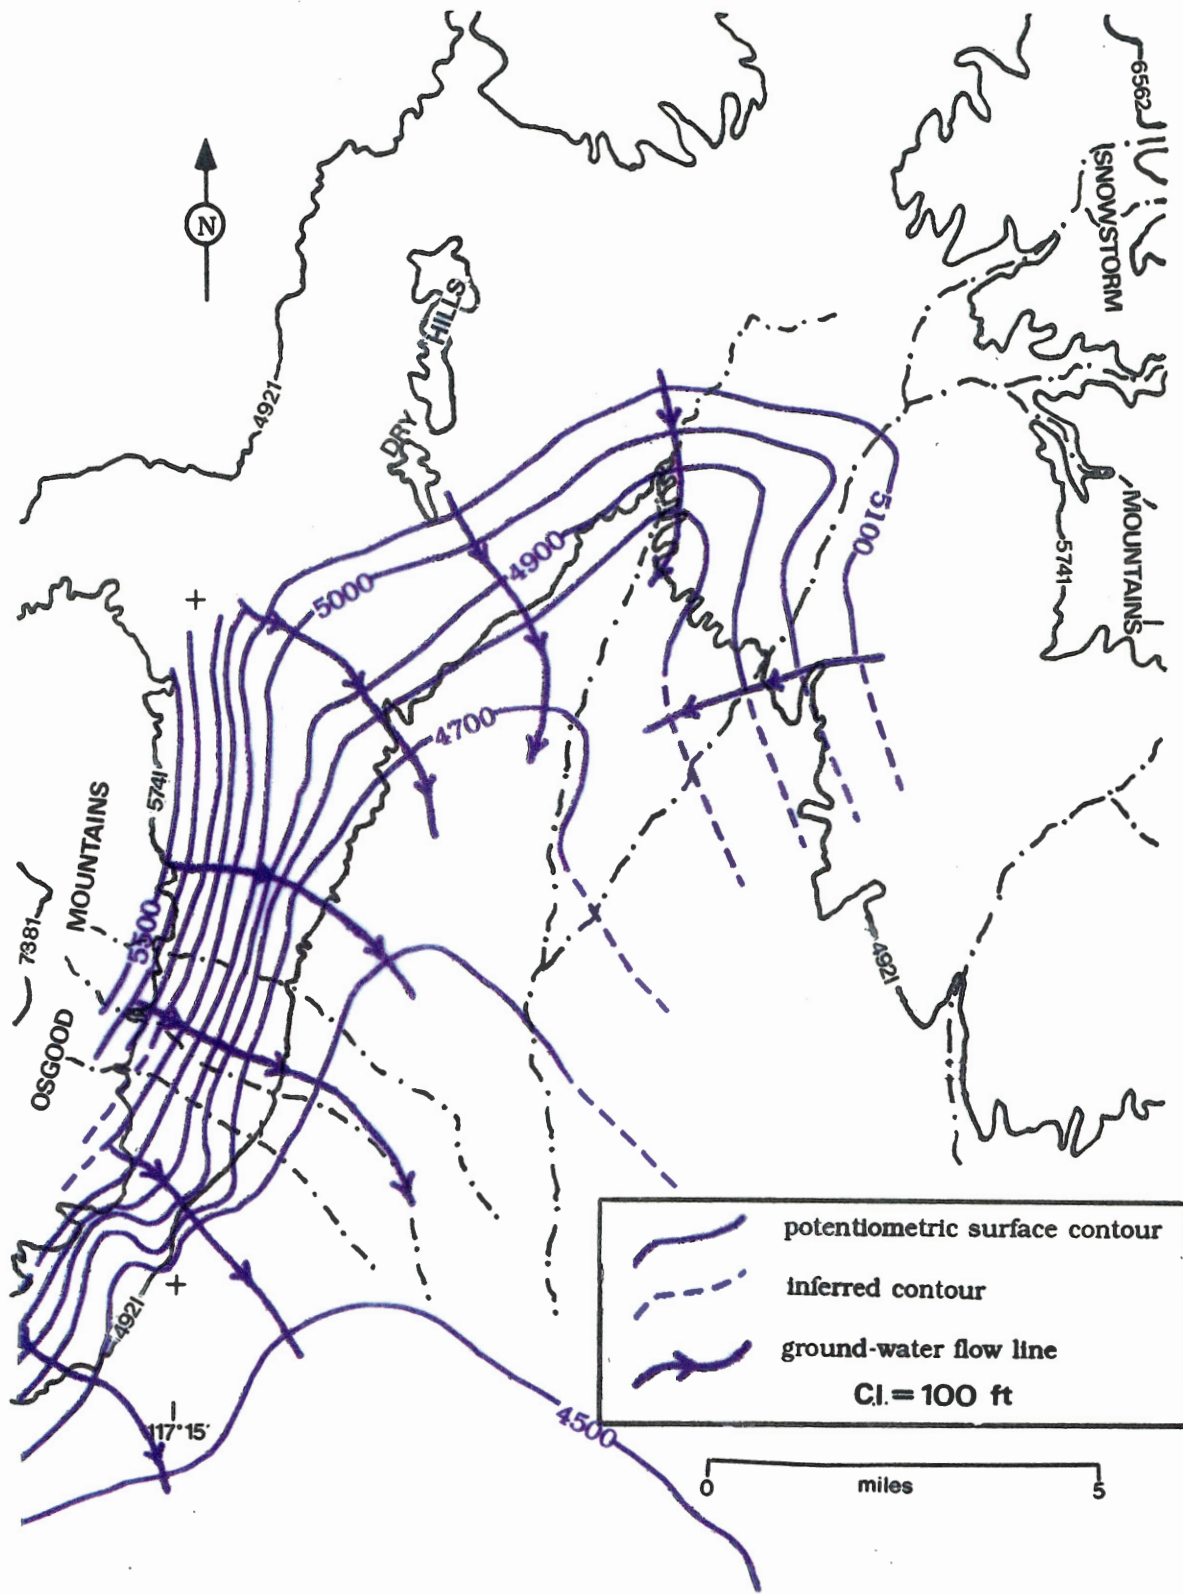 6562
SNOWSTORM
N
HILLS
4921
DRY
5100
MOUNTAINS
4900
5741
5000
4700
5741
MOUNTAINS
5500
7381
4921
OSGOOD
potentiometric surface contour
inferred contour
4921
ground-water flow line
C.I. = 100 ft
117°15'
4500
0 miles 5